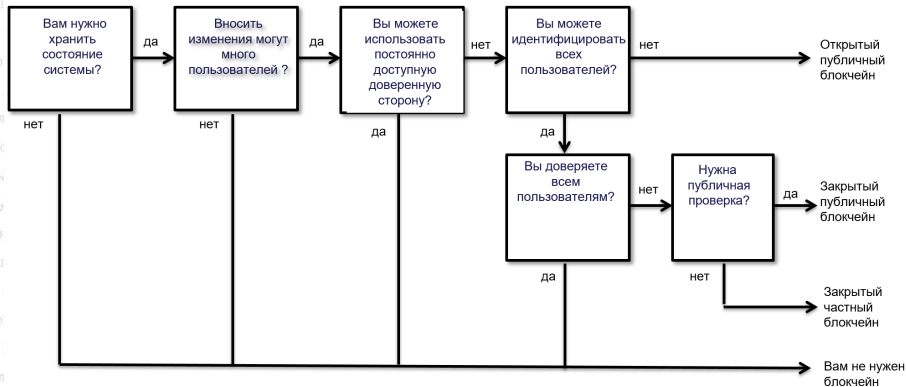 Вам нужно
хранить
состояние
системы?
да
Вносить
изменения могут
много
пользователей ?
да
Вы можете
использовать
постоянно
доступную
доверенную
сторону?
нет
Вы можете
идентифицировать
всех
пользователей?
нет
Открытый
публичный
блокчейн
нет
нет
да
да
Вы доверяете
всем
пользователям?
нет
Нужна
публичная
проверка?
да
Закрытый
публичный
блокчейн
да
нет
Закрытый
частный
блокчейн
Вам не нужен
блокчейн